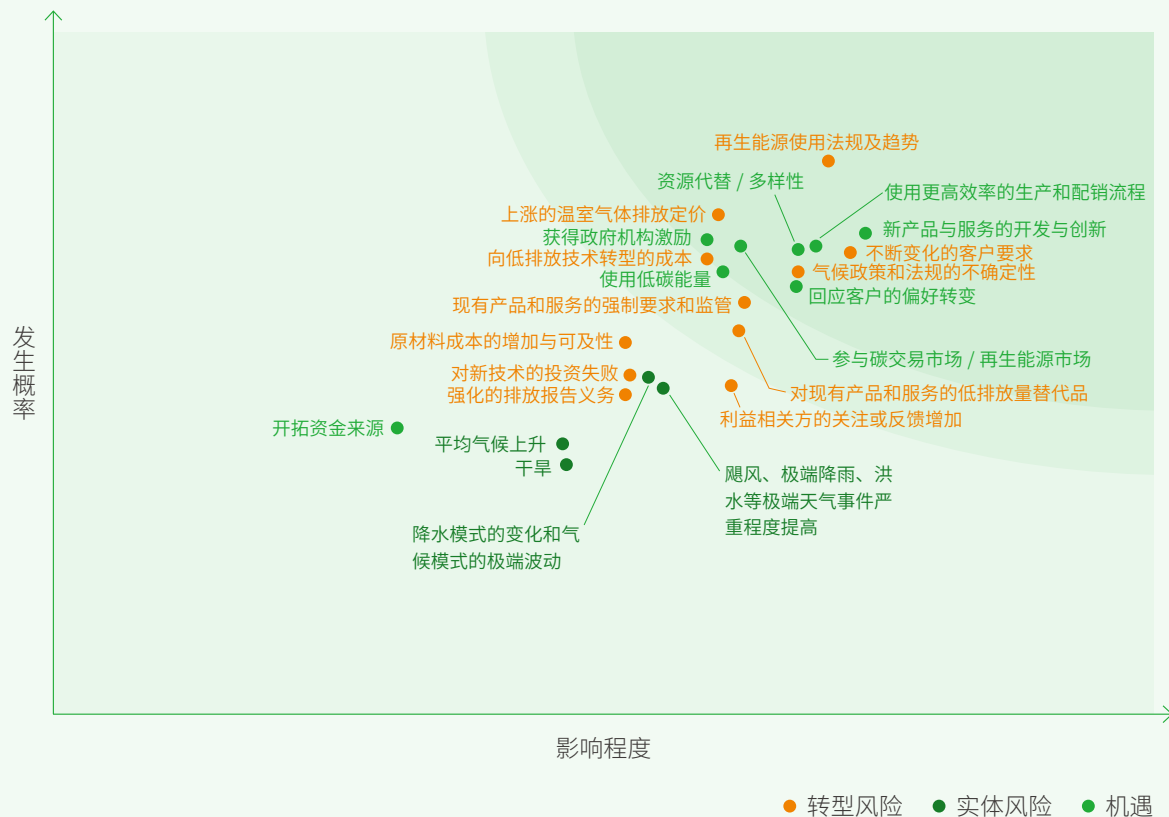 再生能源使用法规及趋势
资源代替 / 多样性
使用更高效率的生产和配销流程
上涨的温室气体排放定价
新产品与服务的开发与创新
获得政府机构激励
不断变化的客户要求
向低排放技术转型的成本
气候政策和法规的不确定性
使用低碳能量
回应客户的偏好转变
现有产品和服务的强制要求和监管
原材料成本的增加与可及性
参与碳交易市场 / 再生能源市场
对新技术的投资失败
对现有产品和服务的低排放量替代品
强化的排放报告义务
利益相关方的关注或反馈增加
开拓资金来源
平均气候上升
干旱
飓风、极端降雨、洪
水等极端天气事件严
重程度提高
降水模式的变化和气
候模式的极端波动
发生概率
影响程度
转型风险
实体风险
机遇